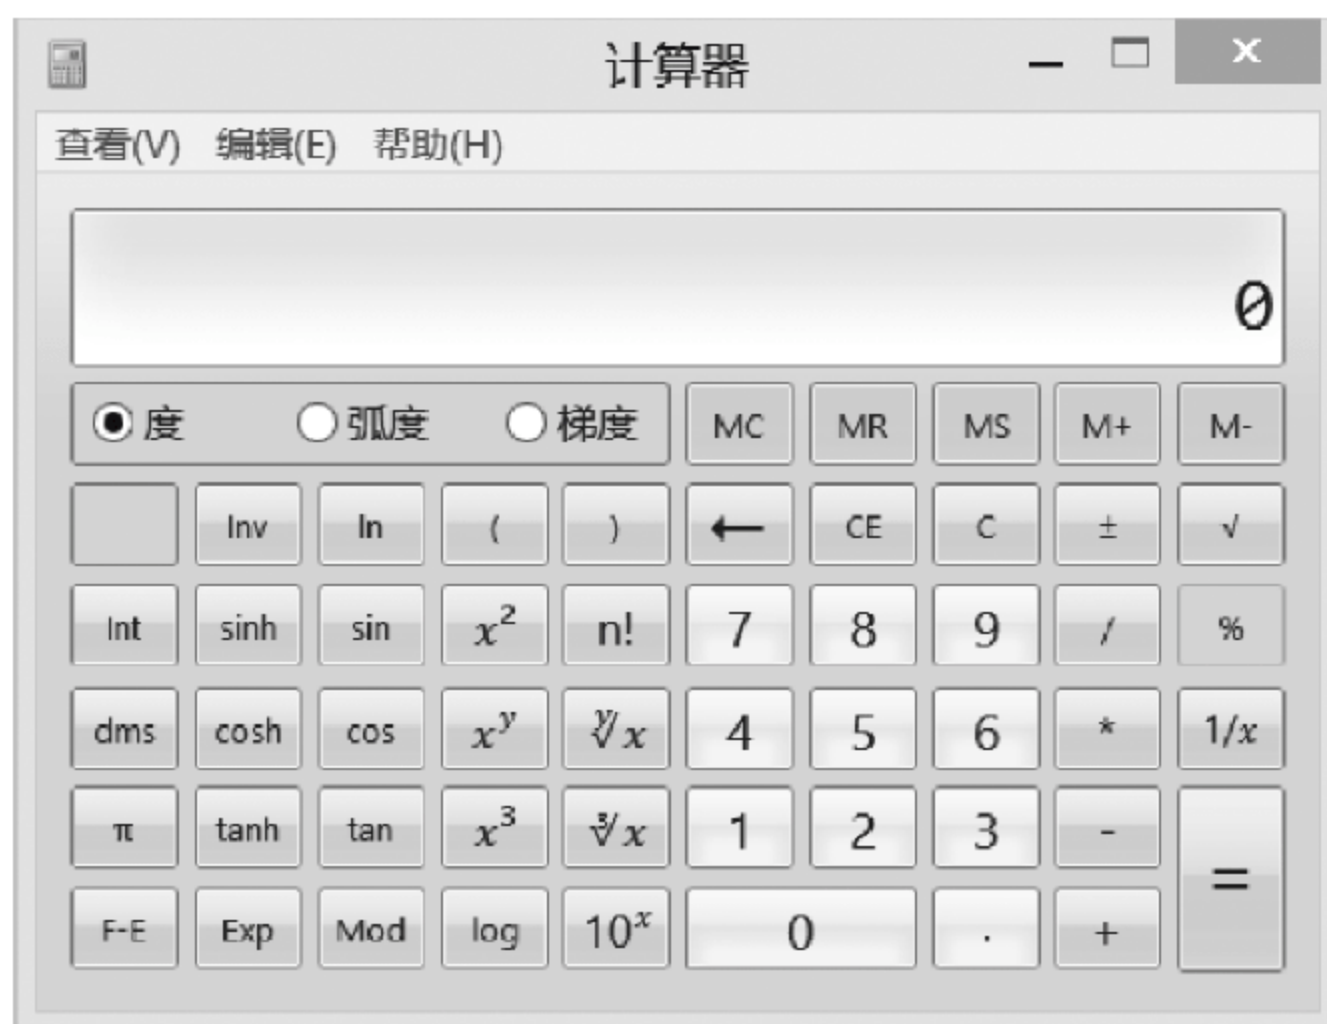 计算器
查看(V) 编辑(E) 帮助(H)
0
度 弧度 梯度 MC MR MS M+ M-
Inv ln ( ) ← CE C ± √
Int sinh sin x² n! 7 8 9 / %
dms cosh cos xʸ ʸ√x 4 5 6 * 1/x
π tanh tan x³ ³√x 1 2 3 -
=
F-E Exp Mod log 10ˣ 0 . +